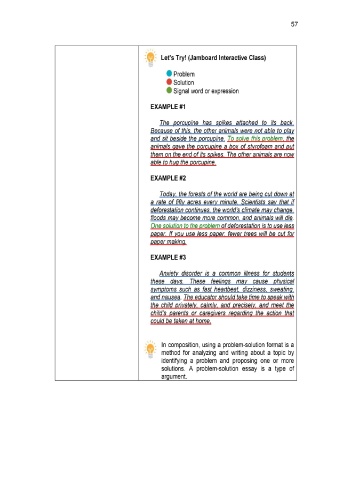 57
Let's Try! (Jamboard Interactive Class)
Problem
Solution
Signal word or expression
EXAMPLE #1
The porcupine has spikes attached to its back.
Because of this, the other animals were not able to play
and sit beside the porcupine. To solve this problem, the
animals gave the porcupine a box of styrofoam and put
them on the end of its spikes. The other animals are now
able to hug the porcupine.
EXAMPLE #2
Today, the forests of the world are being cut down at
a rate of fifty acres every minute. Scientists say that if
deforestation continues, the world's climate may change,
floods may become more common, and animals will die.
One solution to the problem of deforestation is to use less
paper. If you use less paper, fewer trees will be cut for
paper making.
EXAMPLE #3
Anxiety disorder is a common illness for students
these days. These feelings may cause physical
symptoms such as fast heartbeat, dizziness, sweating,
and nausea. The educator should take time to speak with
the child privately, calmly, and precisely, and meet the
child's parents or caregivers regarding the action that
could be taken at home.
In composition, using a problem-solution format is a
method for analyzing and writing about a topic by
identifying a problem and proposing one or more
solutions. A problem-solution essay is a type of
argument.